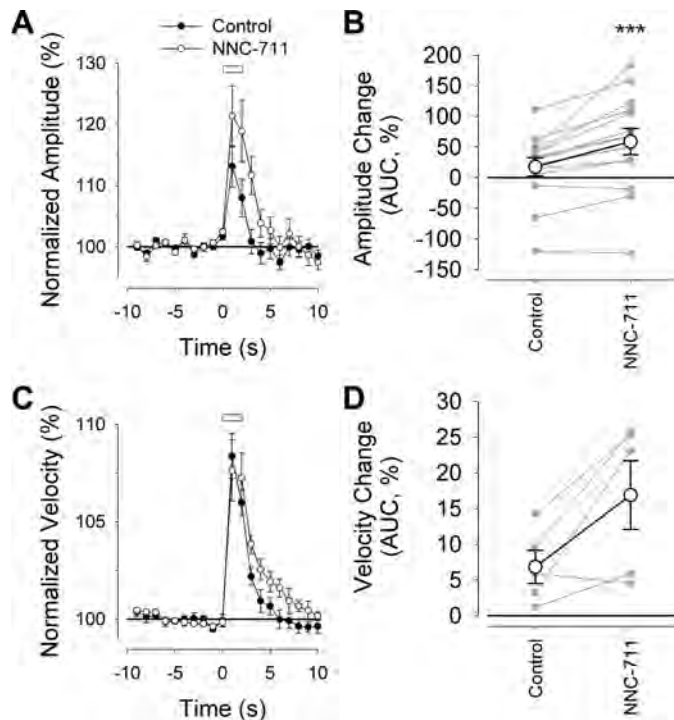 A
Control
NNC-711
Normalized Amplitude (%)
130
120
110
100
-10
-5
0
5
10
Time (s)
B
***
Amplitude Change
(AUC, %)
200
150
100
50
0
-50
-100
-150
Control
NNC-711
C
Normalized Velocity (%)
110
105
100
-10
-5
0
5
10
Time (s)
D
Velocity Change
(AUC, %)
30
25
20
15
10
5
0
Control
NNC-711